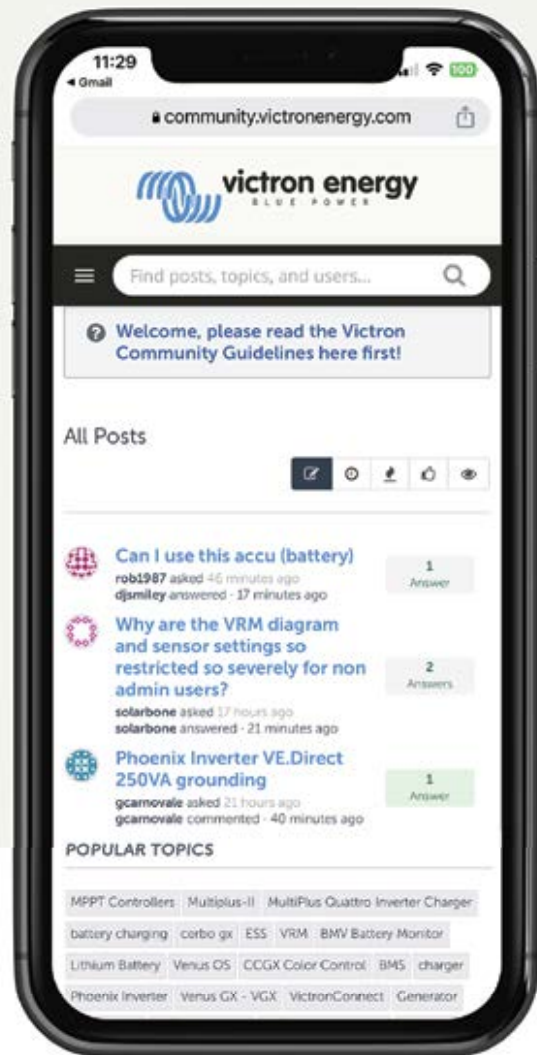 11:29
100
◄ Gmail
community.victronenergy.com
victron energy
BLUE POWER
Find posts, topics, and users...
Welcome, please read the Victron
Community Guidelines here first!
All Posts
Can I use this accu (battery)
rob1987 asked 46 minutes ago
djsmiley answered · 17 minutes ago
1
Answer
Why are the VRM diagram
and sensor settings so
restricted so severely for non
admin users?
solarbone asked 17 hours ago
solarbone answered · 21 minutes ago
2
Answers
Phoenix Inverter VE.Direct
250VA grounding
gcarnovale asked 21 hours ago
gcarnovale commented · 40 minutes ago
1
Answer
POPULAR TOPICS
MPPT Controllers Multiplus-II MultiPlus Quattro Inverter Charger
battery charging cerbo gx ESS VRM BMV Battery Monitor
Lithium Battery Venus OS CCGX Color Control BMS charger
Phoenix Inverter Venus GX - VGX VictronConnect Generator